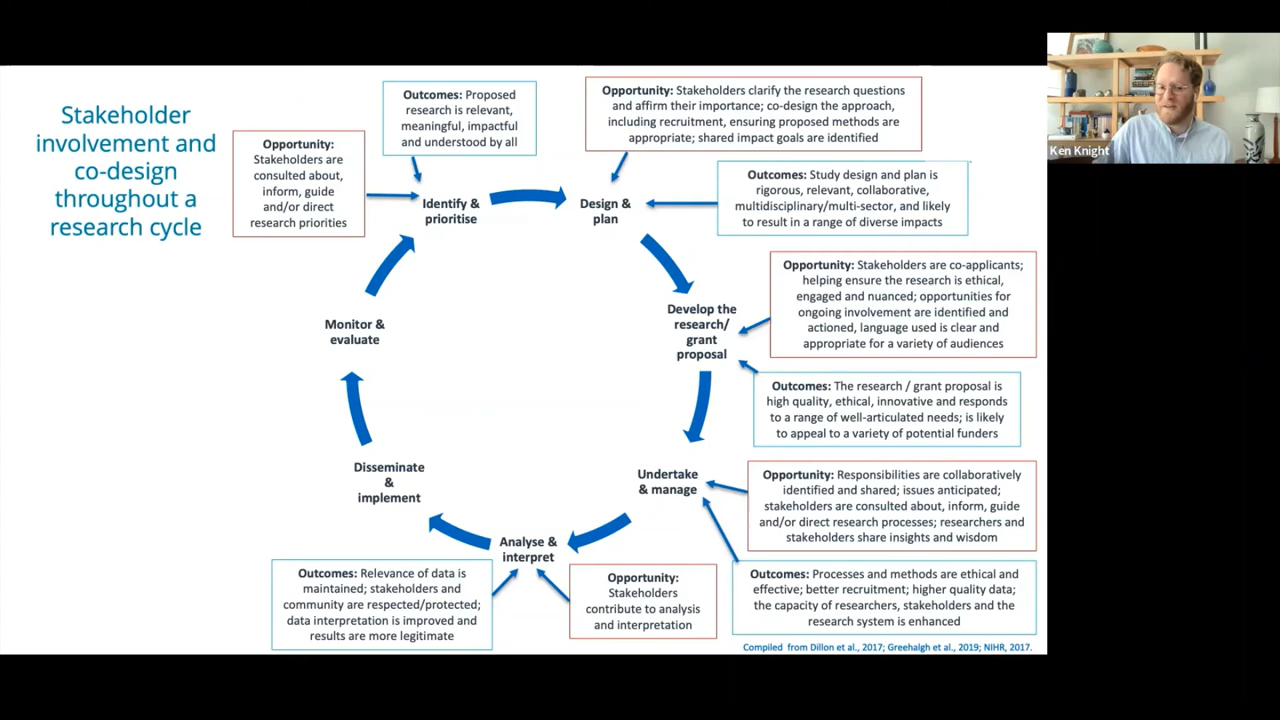 Stakeholder
involvement and
co-design
throughout a
research cycle
Opportunity:
Stakeholders are
consulted about,
inform, guide
and/or direct
research priorities
Outcomes: Proposed
research is relevant,
meaningful, impactful
and understood by all
Identify &
prioritise
Opportunity: Stakeholders clarify the research questions
and affirm their importance; co-design the approach,
including recruitment, ensuring proposed methods are
appropriate; shared impact goals are identified
Outcomes: Study design and plan is
rigorous, relevant, collaborative,
multidisciplinary/multi-sector, and likely
to result in a range of diverse impacts
Design &
plan
Opportunity: Stakeholders are co-applicants;
helping ensure the research is ethical,
engaged and nuanced; opportunities for
ongoing involvement are identified and
actioned, language used is clear and
appropriate for a variety of audiences
Develop the
research/
grant
proposal
Outcomes: The research / grant proposal is
high quality, ethical, innovative and responds
to a range of well-articulated needs; is likely
to appeal to a variety of potential funders
Undertake
& manage
Opportunity: Responsibilities are collaboratively
identified and shared; issues anticipated;
stakeholders are consulted about, inform, guide
and/or direct research processes; researchers and
stakeholders share insights and wisdom
Outcomes: Processes and methods are ethical and
effective; better recruitment; higher quality data;
the capacity of researchers, stakeholders and the
research system is enhanced
Analyse &
interpret
Opportunity:
Stakeholders
contribute to analysis
and interpretation
Outcomes: Relevance of data is
maintained; stakeholders and
community are respected/protected;
data interpretation is improved and
results are more legitimate
Disseminate
&
implement
Monitor &
evaluate
Compiled from Dillon et al., 2017; Greehalgh et al., 2019; NIHR, 2017.
Ken Knight